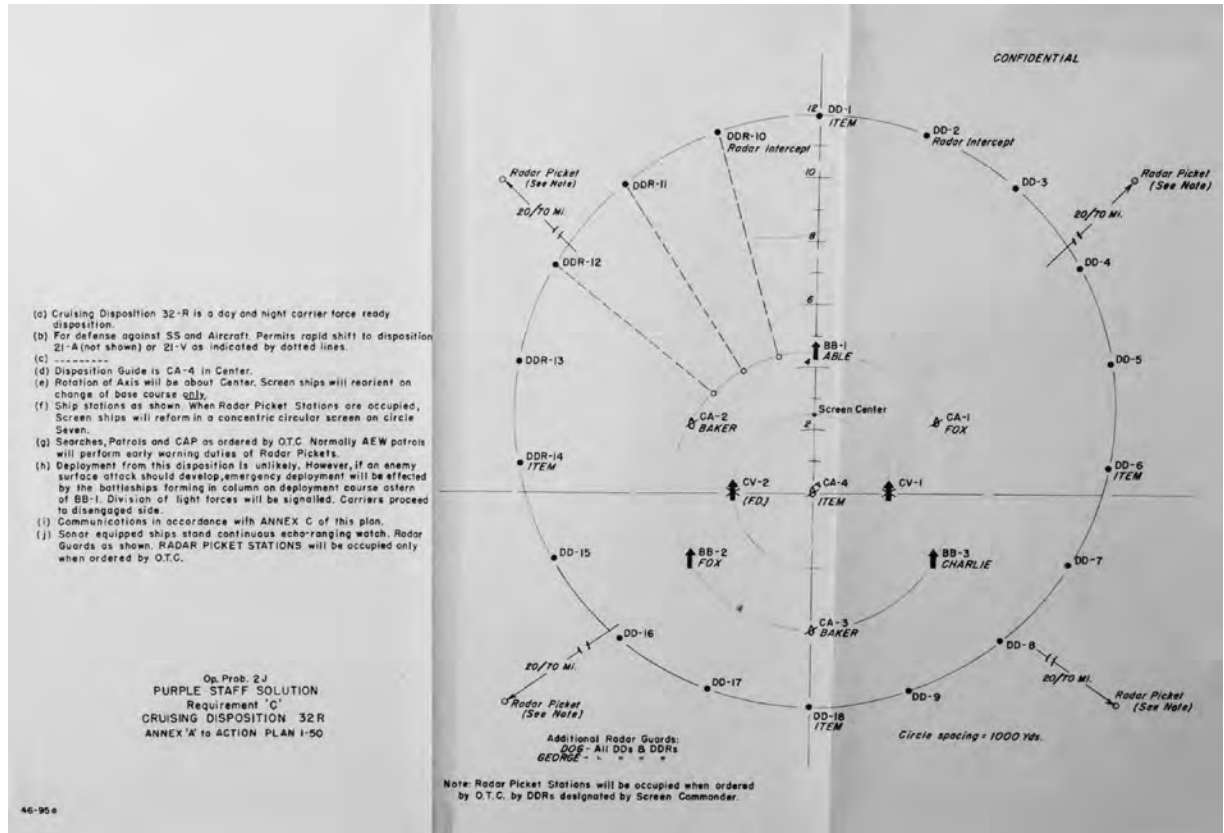 CONFIDENTIAL
12
DD-1
ITEM
DDR-10
Radar Intercept
DD-2
Radar Intercept
Radar Picket
(See Note)
20/70 Mi.
DDR-11
10
DD-3
Radar Picket
(See Note)
20/70 Mi.
DDR-12
8
DD-4
6
(a) Cruising Disposition 32-R is a day and night carrier force ready
disposition.
(b) For defense against SS and Aircraft. Permits rapid shift to disposition
21-A (not shown) or 21-V as indicated by dotted lines.
(c) ---------
(d) Disposition Guide is CA-4 in Center.
(e) Rotation of Axis will be about Center. Screen ships will reorient on
change of base course only.
(f) Ship stations as shown. When Radar Picket Stations are occupied,
Screen ships will reform in a concentric circular screen on circle
Seven.
(g) Searches, Patrols and CAP as ordered by O.T.C. Normally AEW patrols
will perform early warning duties of Radar Pickets.
(h) Deployment from this disposition is unlikely. However, if an enemy
surface attack should develop, emergency deployment will be effected
by the battleships forming in column on deployment course astern
of BB-1. Division of light forces will be signalled. Carriers proceed
to disengaged side.
(i) Communications in accordance with ANNEX C of this plan.
(j) Sonar equipped ships stand continuous echo-ranging watch. Radar
Guards as shown. RADAR PICKET STATIONS will be occupied only
when ordered by O.T.C.
DDR-13
4
BB-1
ABLE
DD-5
CA-2
BAKER
Screen Center
2
CA-1
FOX
DDR-14
ITEM
DD-6
ITEM
CV-2
(F.D.)
CA-4
ITEM
CV-1
DD-15
BB-2
FOX
BB-3
CHARLIE
DD-7
CA-3
BAKER
DD-16
DD-8
20/70 Mi.
20/70 Mi.
Radar Picket
(See Note)
DD-17
DD-9
Radar Picket
(See Note)
DD-18
ITEM
Circle spacing = 1000 Yds.
Op. Prob. 2J
PURPLE STAFF SOLUTION
Requirement 'C'
CRUISING DISPOSITION 32R
ANNEX 'A' to ACTION PLAN 1-50
Additional Radar Guards:
DOG - All DDs & DDRs
GEORGE - " " " "
Note: Radar Picket Stations will be occupied when ordered
by O.T.C. by DDRs designated by Screen Commander.